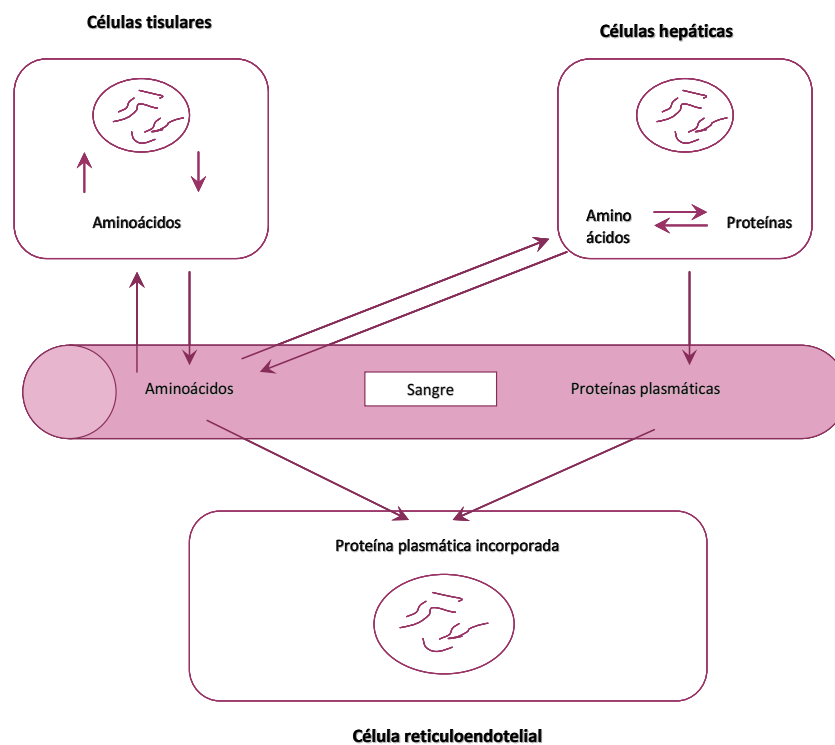 Células tisulares
Células hepáticas
Aminoácidos
Amino
ácidos
Proteínas
Aminoácidos
Sangre
Proteínas plasmáticas
Proteína plasmática incorporada
Célula reticuloendotelial